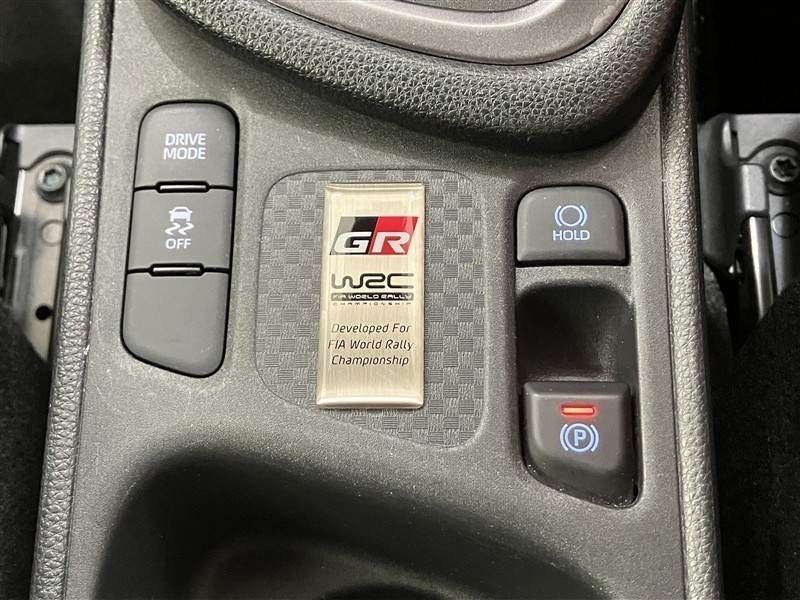 DRIVE
MODE
OFF
GR
WRC
FIA WORLD RALLY
CHAMPIONSHIP
Developed For
FIA World Rally
Championship
HOLD
P